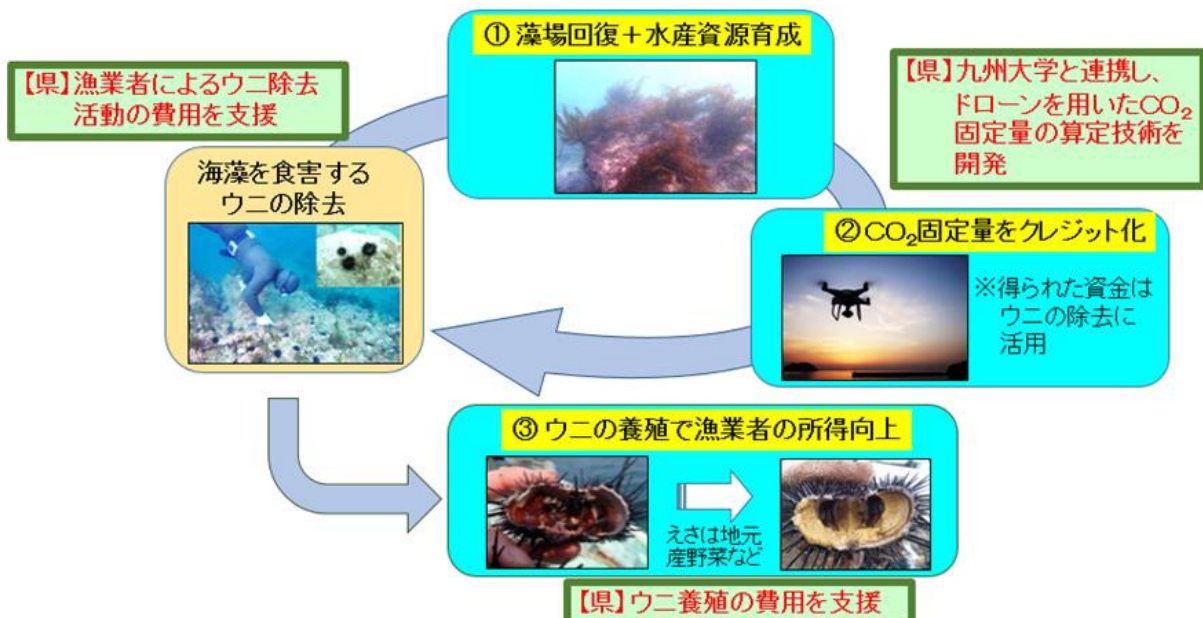 ① 藻場回復＋水産資源育成
【県】漁業者によるウニ除去
活動の費用を支援
【県】九州大学と連携し、
ドローンを用いたCO₂
固定量の算定技術を
開発
海藻を食害する
ウニの除去
② CO₂固定量をクレジット化
※得られた資金は
ウニの除去に
活用
③ ウニの養殖で漁業者の所得向上
えさは地元
産野菜など
【県】ウニ養殖の費用を支援